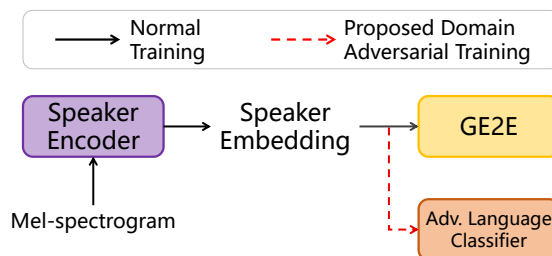 Normal
Training
Proposed Domain
Adversarial Training
Speaker
Encoder
Speaker
Embedding
GE2E
Mel-spectrogram
Adv. Language
Classifier